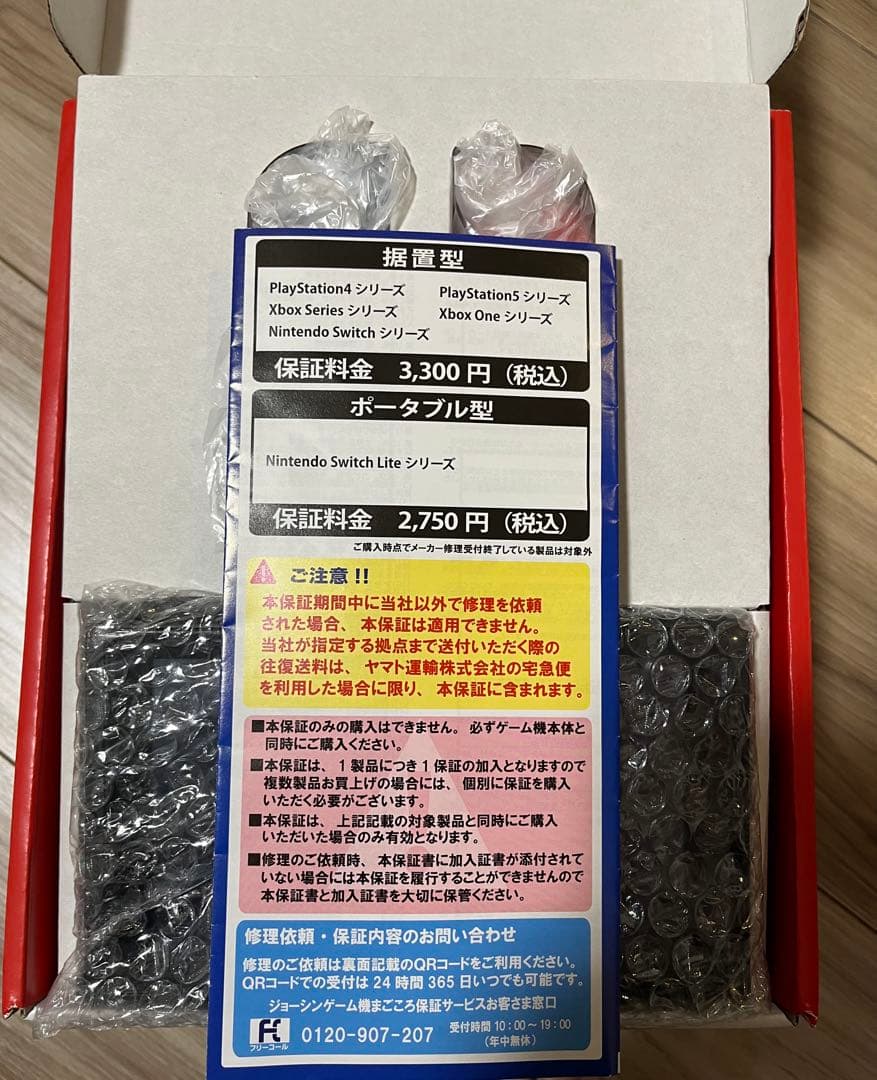 据置型
PlayStation4 シリーズ
PlayStation5 シリーズ
Xbox Series シリーズ
Xbox One シリーズ
Nintendo Switch シリーズ
保証料金 3,300 円（税込）
ポータブル型
Nintendo Switch Lite シリーズ
保証料金 2,750 円（税込）
ご購入時点でメーカー修理受付終了している製品は対象外
ご注意!!
本保証期間中に当社以外で修理を依頼
された場合、本保証は適用できません。
当社が指定する拠点まで送付いただく際の
往復送料は、ヤマト運輸株式会社の宅急便
を利用した場合に限り、本保証に含まれます。
■本保証のみの購入はできません。必ずゲーム機本体と
同時にご購入ください。
■本保証は、1製品につき1保証の加入となりますので
複数製品お買上げの場合には、個別に保証を購入
いただく必要がございます。
■本保証は、上記記載の対象製品と同時にご購入
いただいた場合のみ有効となります。
■修理のご依頼時、本保証書に加入証書が添付されて
いない場合には本保証を履行することができませんので
本保証書と加入証書を大切に保管ください。
修理依頼・保証内容のお問い合わせ
修理のご依頼は裏面記載のQRコードをご利用ください。
QRコードでの受付は24時間365日いつでも可能です。
ジョーシンゲーム機まごころ保証サービスお客さま窓口
フリーコール
0120-907-207
受付時間 10：00～19：00
（年中無休）